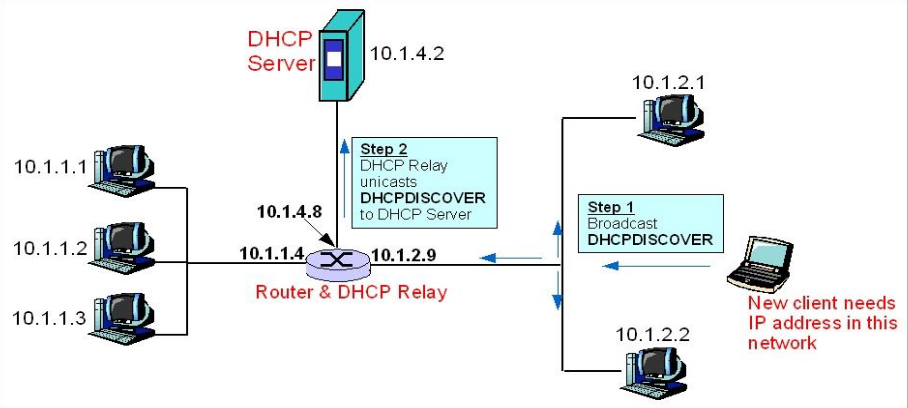 DHCP
Server
10.1.4.2
10.1.2.1
10.1.1.1
Step 2
DHCP Relay
unicasts
DHCPDISCOVER
to DHCP Server
10.1.4.8
Step 1
Broadcast
DHCPDISCOVER
10.1.1.2
10.1.1.4
10.1.2.9
Router & DHCP Relay
10.1.1.3
New client needs
IP address in this
network
10.1.2.2